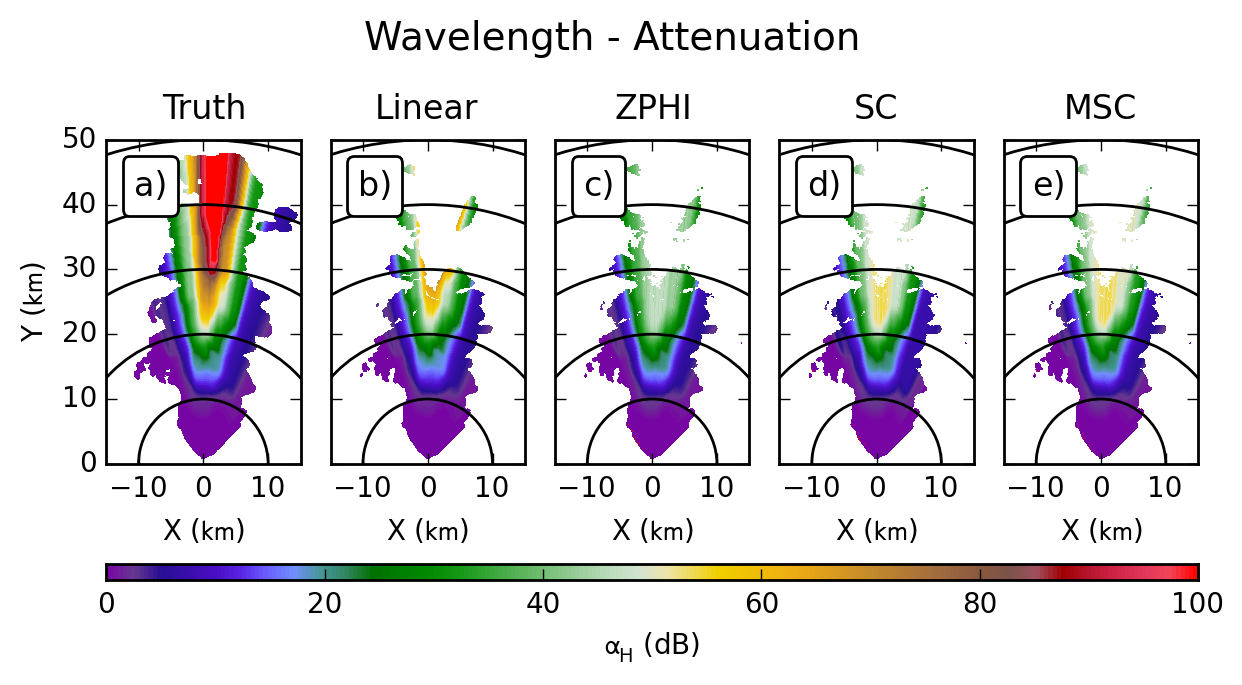 Wavelength - Attenuation
Truth Linear ZPHI SC MSC
a) b) c) d) e)
50
40
30
20
10
0
Y (km)
−10 0 10 −10 0 10 −10 0 10 −10 0 10 −10 0 10
X (km) X (km) X (km) X (km) X (km)
0 20 40 60 80 100
α_H (dB)